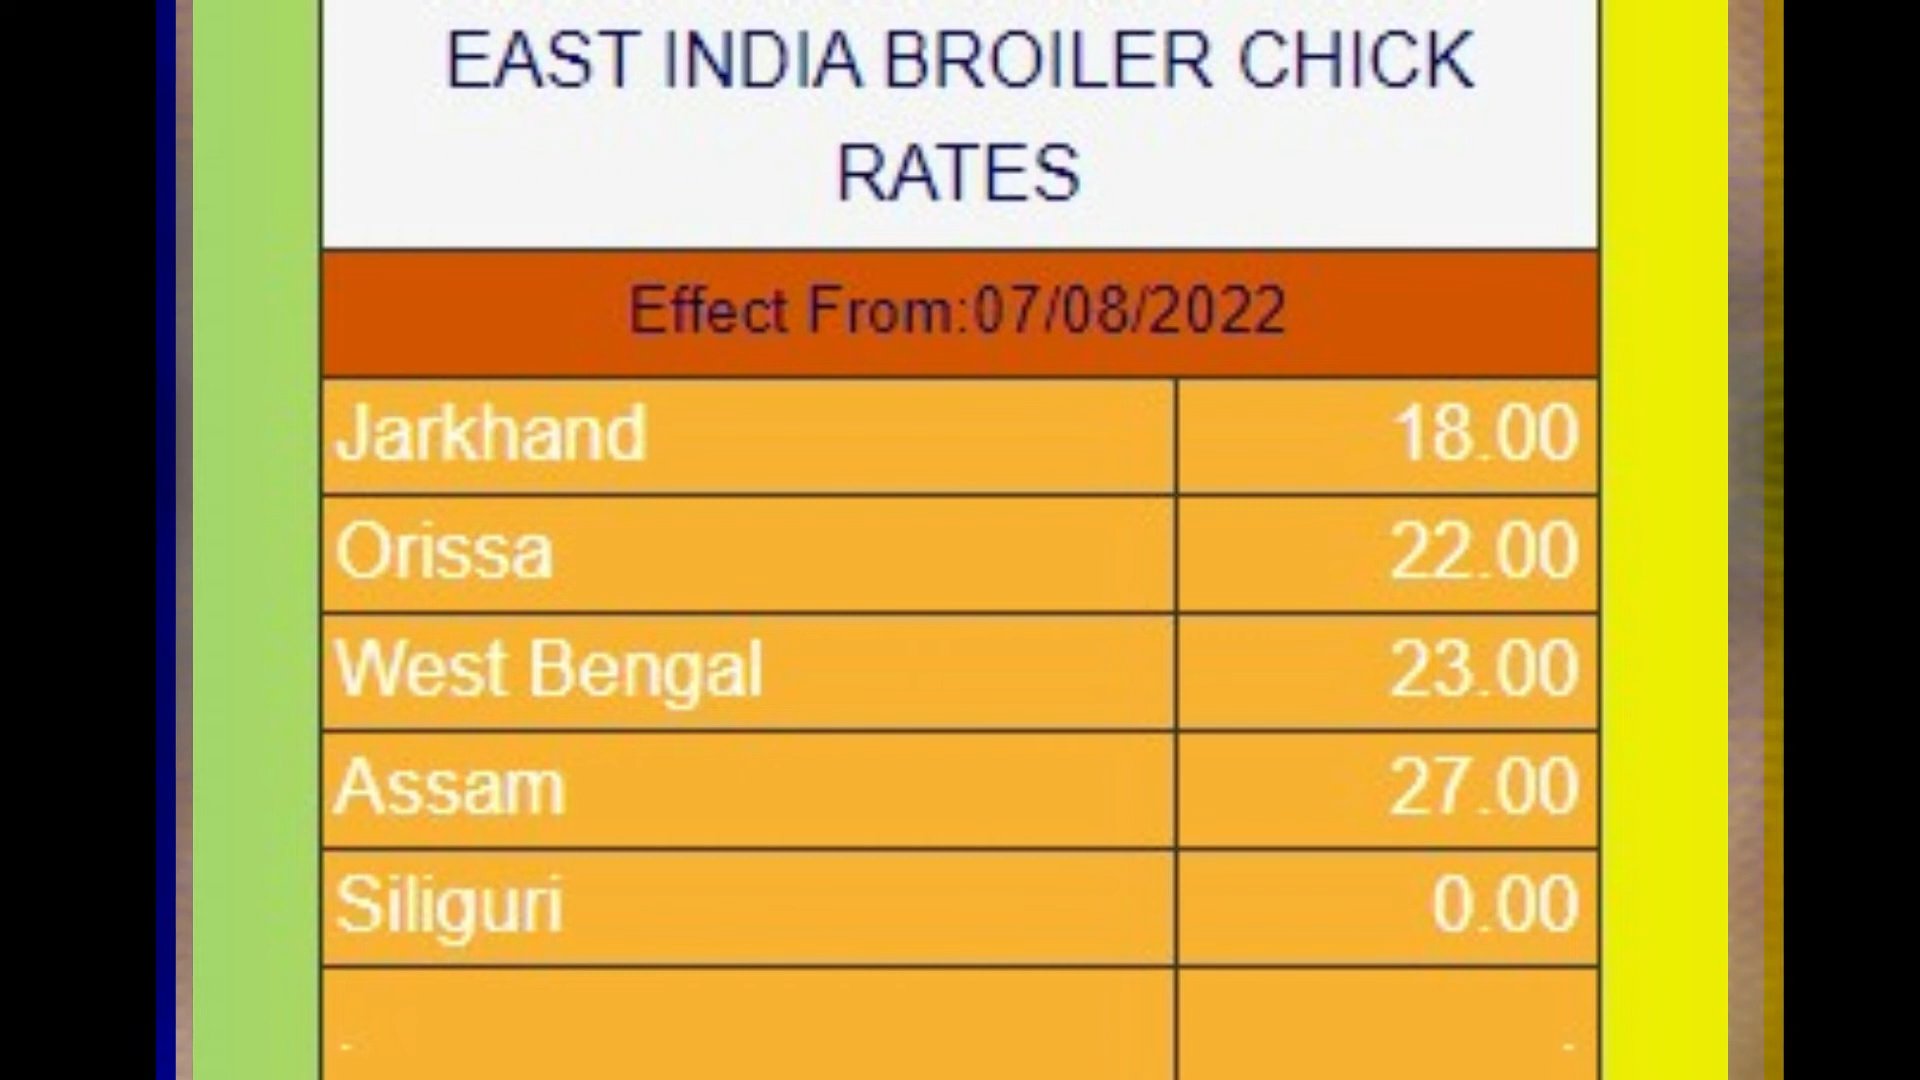 EAST INDIA BROILER CHICK
RATES
Effect From:07/08/2022
Jarkhand 18.00
Orissa 22.00
West Bengal 23.00
Assam 27.00
Siliguri 0.00
- -